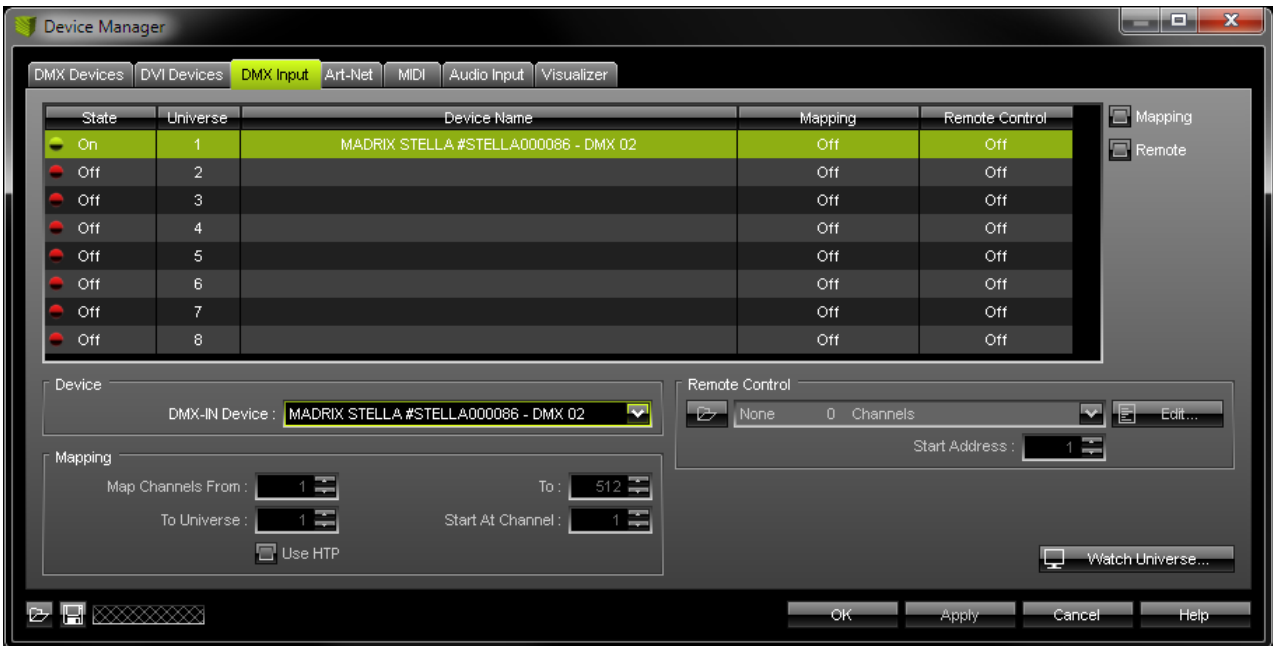 Device Manager
DMX Devices DVI Devices DMX Input Art-Net MIDI Audio Input Visualizer
State Universe Device Name Mapping Remote Control
On 1 MADRIX STELLA #STELLA000086 - DMX 02 Off Off
Off 2 Off Off
Off 3 Off Off
Off 4 Off Off
Off 5 Off Off
Off 6 Off Off
Off 7 Off Off
Off 8 Off Off
Mapping
Remote
Device
DMX-IN Device : MADRIX STELLA #STELLA000086 - DMX 02
Mapping
Map Channels From : 1 To : 512
To Universe : 1 Start At Channel : 1
Use HTP
Remote Control
None 0 Channels Edit...
Start Address : 1
Watch Universe...
OK Apply Cancel Help